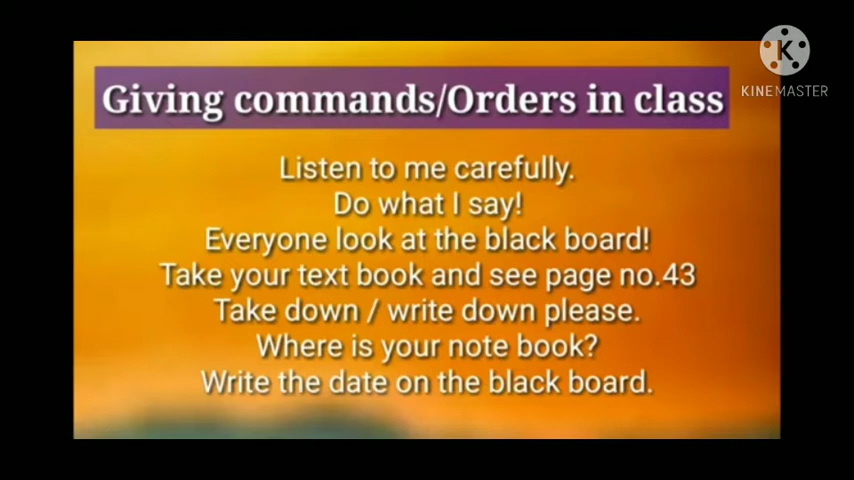 Giving commands/Orders in class
K
KINEMASTER
Listen to me carefully.
Do what I say!
Everyone look at the black board!
Take your text book and see page no.43
Take down / write down please.
Where is your note book?
Write the date on the black board.